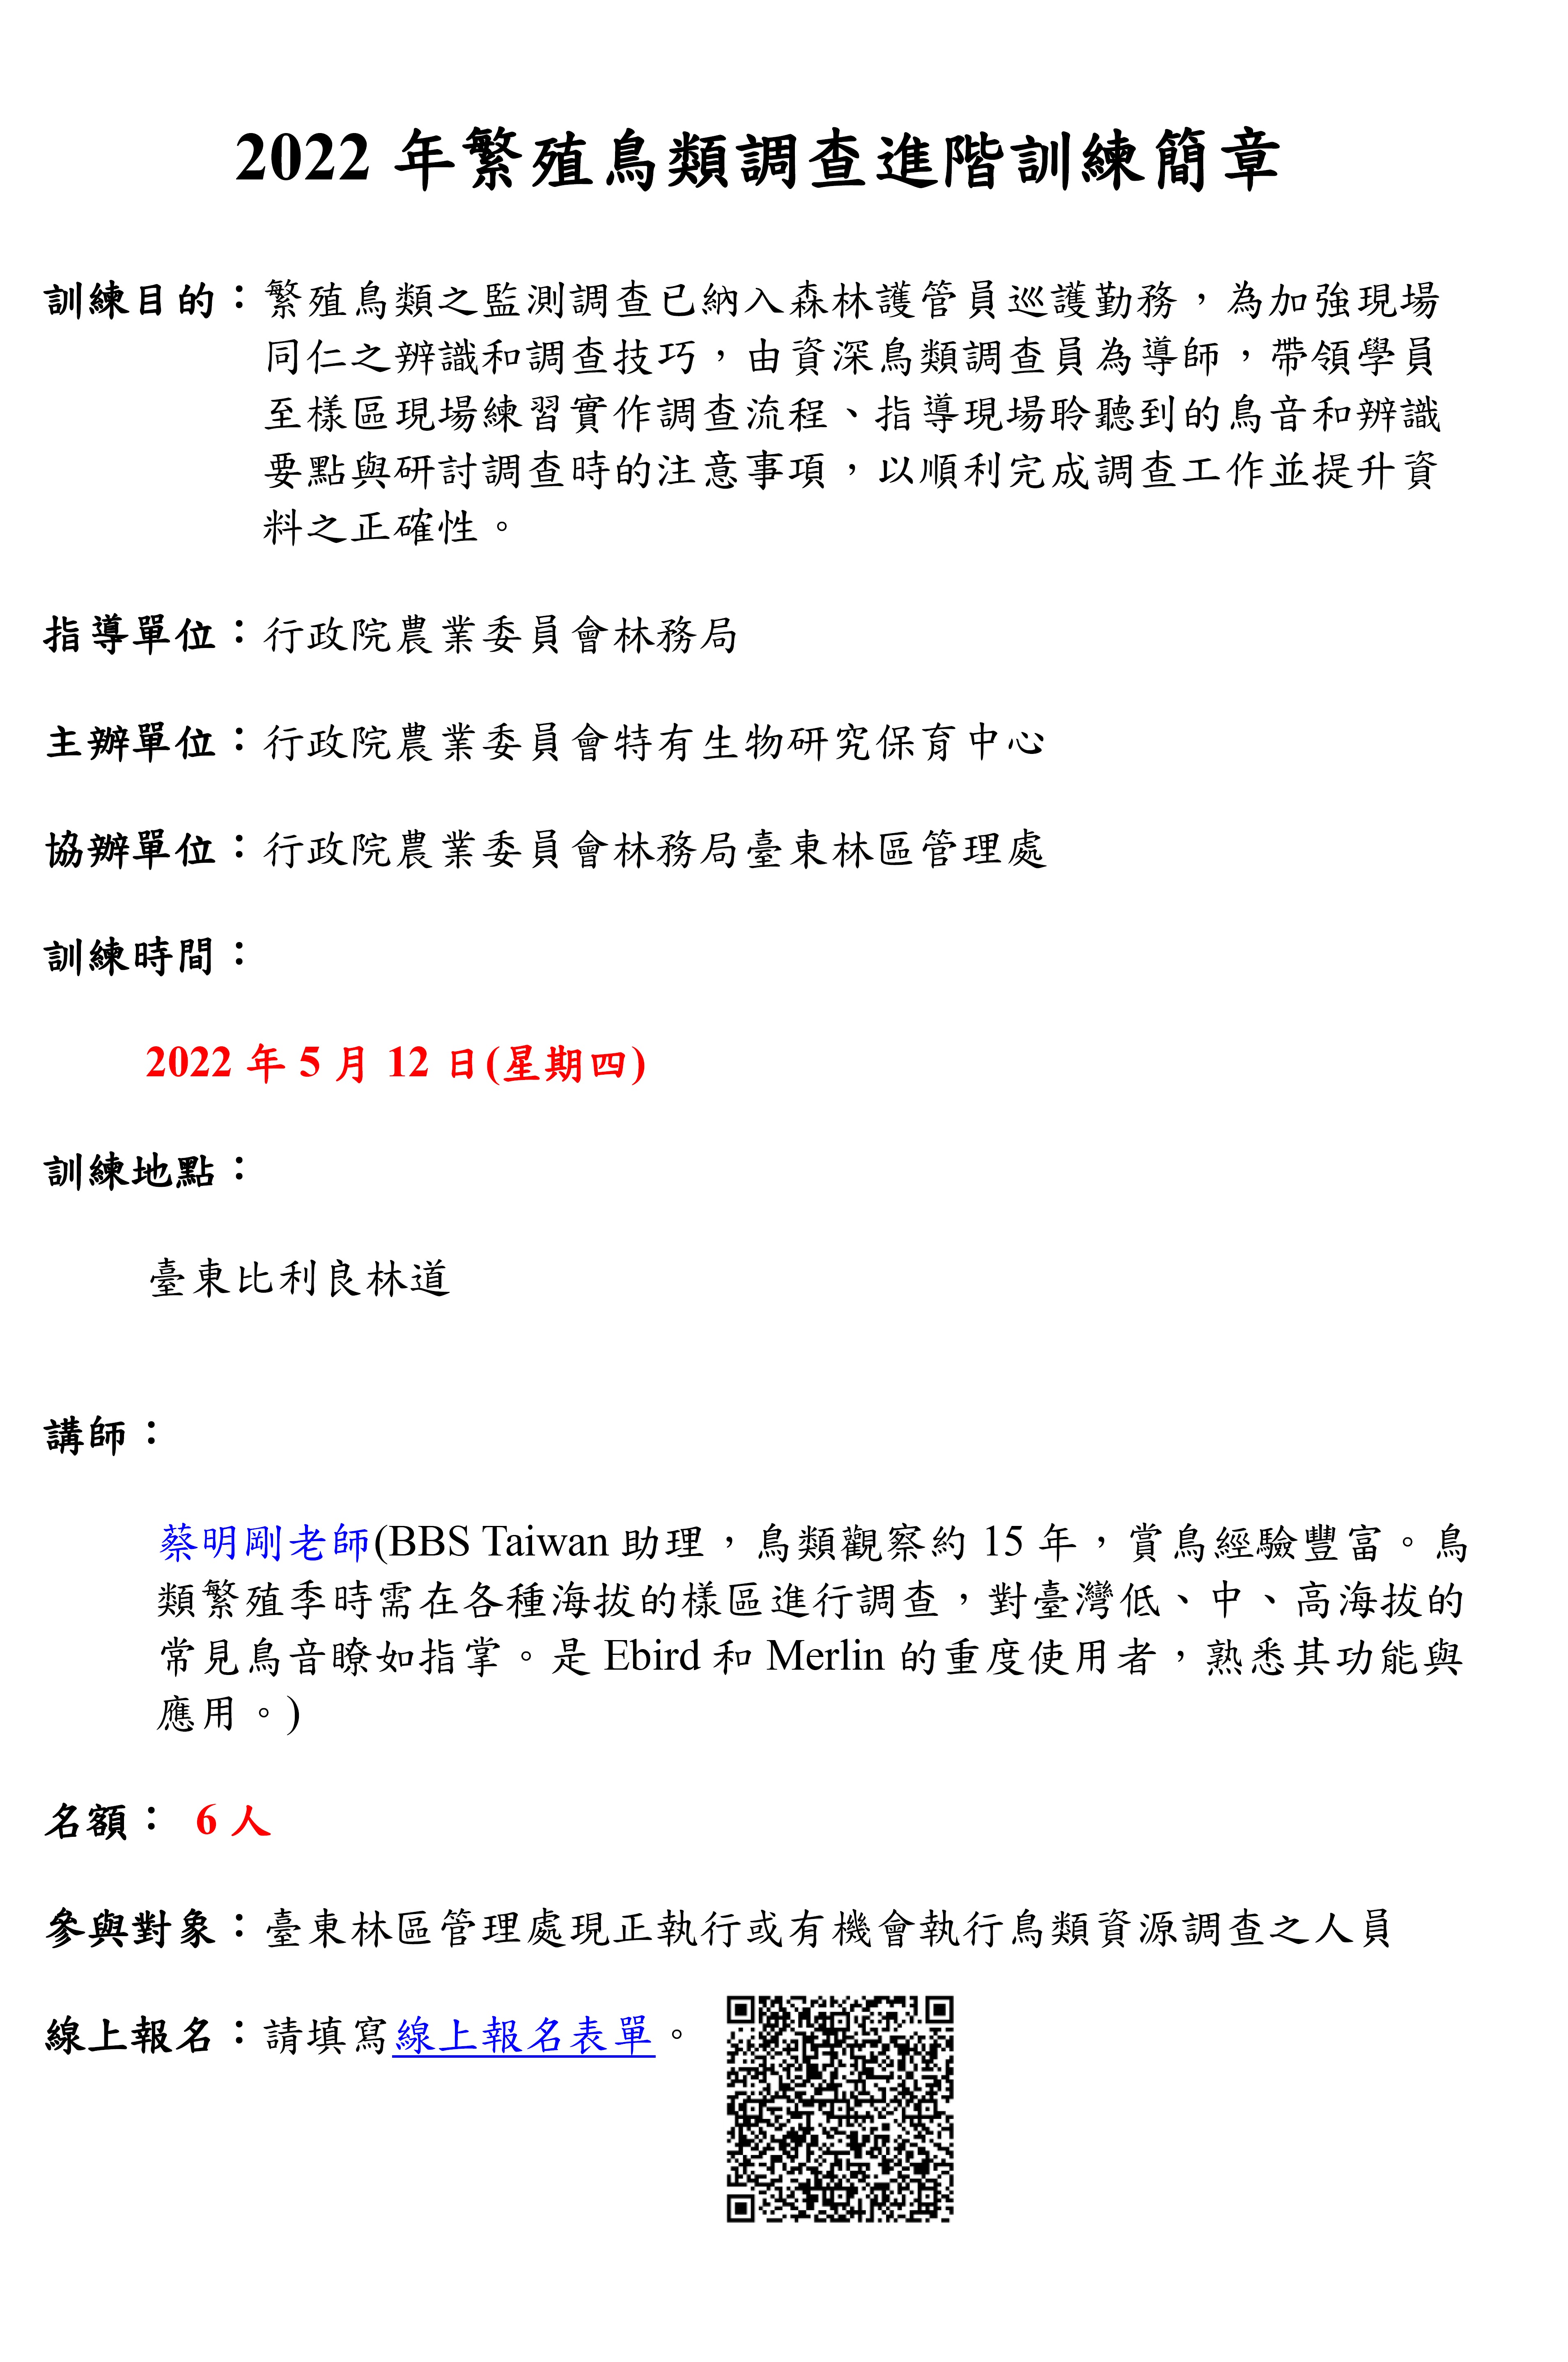 2022 年繁殖鳥類調查進階訓練簡章
訓練目的：繁殖鳥類之監測調查已納入森林護管員巡護勤務，為加強現場
同仁之辨識和調查技巧，由資深鳥類調查員為導師，帶領學員
至樣區現場練習實作調查流程、指導現場聆聽到的鳥音和辨識
要點與研討調查時的注意事項，以順利完成調查工作並提升資
料之正確性。
指導單位：行政院農業委員會林務局
主辦單位：行政院農業委員會特有生物研究保育中心
協辦單位：行政院農業委員會林務局臺東林區管理處
訓練時間：
2022 年 5 月 12 日(星期四)
訓練地點：
臺東比利良林道
講師：
蔡明剛老師(BBS Taiwan 助理，鳥類觀察約 15 年，賞鳥經驗豐富。鳥
類繁殖季時需在各種海拔的樣區進行調查，對臺灣低、中、高海拔的
常見鳥音瞭如指掌。是 Ebird 和 Merlin 的重度使用者，熟悉其功能與
應用。)
名額： 6 人
參與對象：臺東林區管理處現正執行或有機會執行鳥類資源調查之人員
線上報名：請填寫線上報名表單。